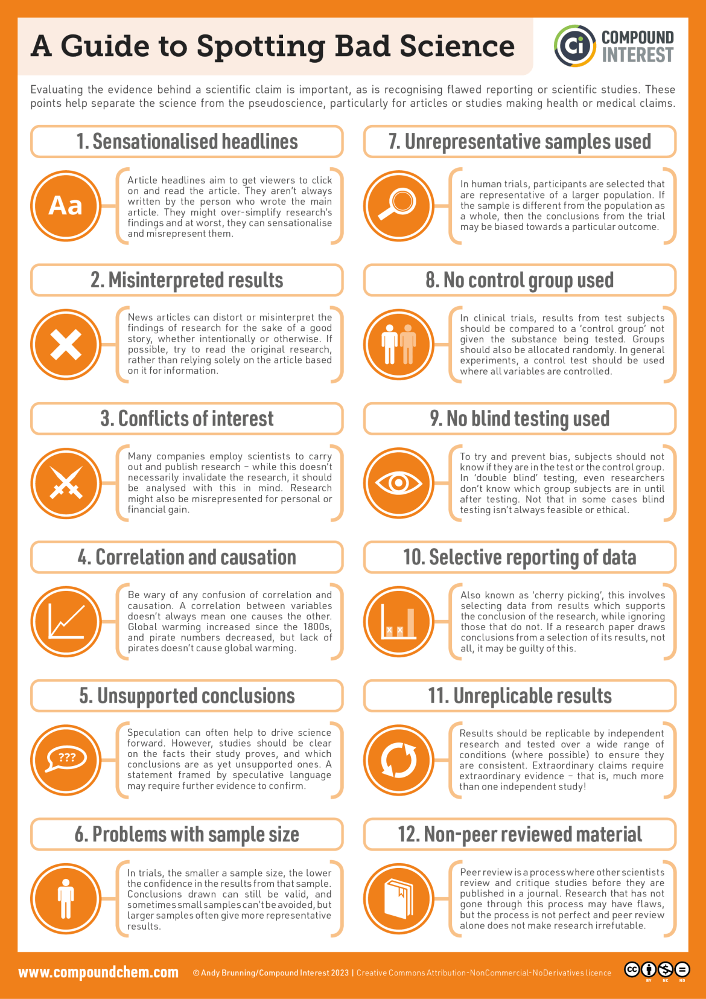 A Guide to Spotting Bad Science
Ci
COMPOUND
INTEREST
Evaluating the evidence behind a scientific claim is important, as is recognising flawed reporting or scientific studies. These
points help separate the science from the pseudoscience, particularly for articles or studies making health or medical claims.
1. Sensationalised headlines
Aa
Article headlines aim to get viewers to click
on and read the article. They aren't always
written by the person who wrote the main
article. They might over-simplify research's
findings and at worst, they can sensationalise
and misrepresent them.
2. Misinterpreted results
News articles can distort or misinterpret the
findings of research for the sake of a good
story, whether intentionally or otherwise. If
possible, try to read the original research,
rather than relying solely on the article based
on it for information.
3. Conflicts of interest
Many companies employ scientists to carry
out and publish research – while this doesn't
necessarily invalidate the research, it should
be analysed with this in mind. Research
might also be misrepresented for personal or
financial gain.
4. Correlation and causation
Be wary of any confusion of correlation and
causation. A correlation between variables
doesn't always mean one causes the other.
Global warming increased since the 1800s,
and pirate numbers decreased, but lack of
pirates doesn't cause global warming.
5. Unsupported conclusions
???
Speculation can often help to drive science
forward. However, studies should be clear
on the facts their study proves, and which
conclusions are as yet unsupported ones. A
statement framed by speculative language
may require further evidence to confirm.
6. Problems with sample size
In trials, the smaller a sample size, the lower
the confidence in the results from that sample.
Conclusions drawn can still be valid, and
sometimes small samples can't be avoided, but
larger samples often give more representative
results.
7. Unrepresentative samples used
In human trials, participants are selected that
are representative of a larger population. If
the sample is different from the population as
a whole, then the conclusions from the trial
may be biased towards a particular outcome.
8. No control group used
In clinical trials, results from test subjects
should be compared to a 'control group' not
given the substance being tested. Groups
should also be allocated randomly. In general
experiments, a control test should be used
where all variables are controlled.
9. No blind testing used
To try and prevent bias, subjects should not
know if they are in the test or the control group.
In 'double blind' testing, even researchers
don't know which group subjects are in until
after testing. Not that in some cases blind
testing isn't always feasible or ethical.
10. Selective reporting of data
x x
Also known as 'cherry picking', this involves
selecting data from results which supports
the conclusion of the research, while ignoring
those that do not. If a research paper draws
conclusions from a selection of its results, not
all, it may be guilty of this.
11. Unreplicable results
Results should be replicable by independent
research and tested over a wide range of
conditions (where possible) to ensure they
are consistent. Extraordinary claims require
extraordinary evidence – that is, much more
than one independent study!
12. Non-peer reviewed material
Peer review is a process where other scientists
review and critique studies before they are
published in a journal. Research that has not
gone through this process may have flaws,
but the process is not perfect and peer review
alone does not make research irrefutable.
www.compoundchem.com
© Andy Brunning/Compound Interest 2023 | Creative Commons Attribution-NonCommercial-NoDerivatives licence
cc
BY NC ND